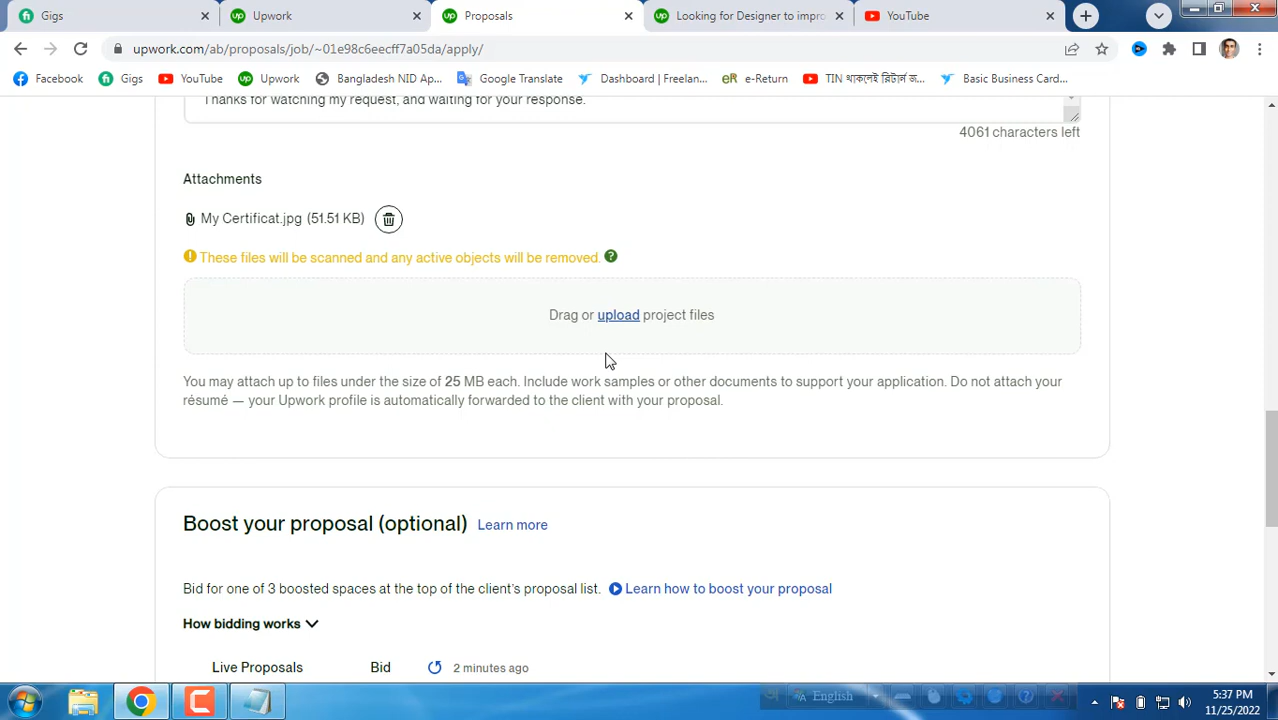 Gigs
Upwork
Proposals
Looking for Designer to impro
YouTube
upwork.com/ab/proposals/job/~01e98c6eecff7a05da/apply/
Facebook
Gigs
YouTube
Upwork
Bangladesh NID Ap...
Google Translate
Dashboard | Freelan...
e-Return
TIN থাকলেই রিটার্ন জ...
Basic Business Card...
Thanks for watching my request, and waiting for your response.
4061 characters left
Attachments
My Certificat.jpg (51.51 KB)
These files will be scanned and any active objects will be removed.
Drag or upload project files
You may attach up to files under the size of 25 MB each. Include work samples or other documents to support your application. Do not attach your
résumé — your Upwork profile is automatically forwarded to the client with your proposal.
Boost your proposal (optional) Learn more
Bid for one of 3 boosted spaces at the top of the client's proposal list. Learn how to boost your proposal
How bidding works
Live Proposals Bid 2 minutes ago
English
5:37 PM
11/25/2022